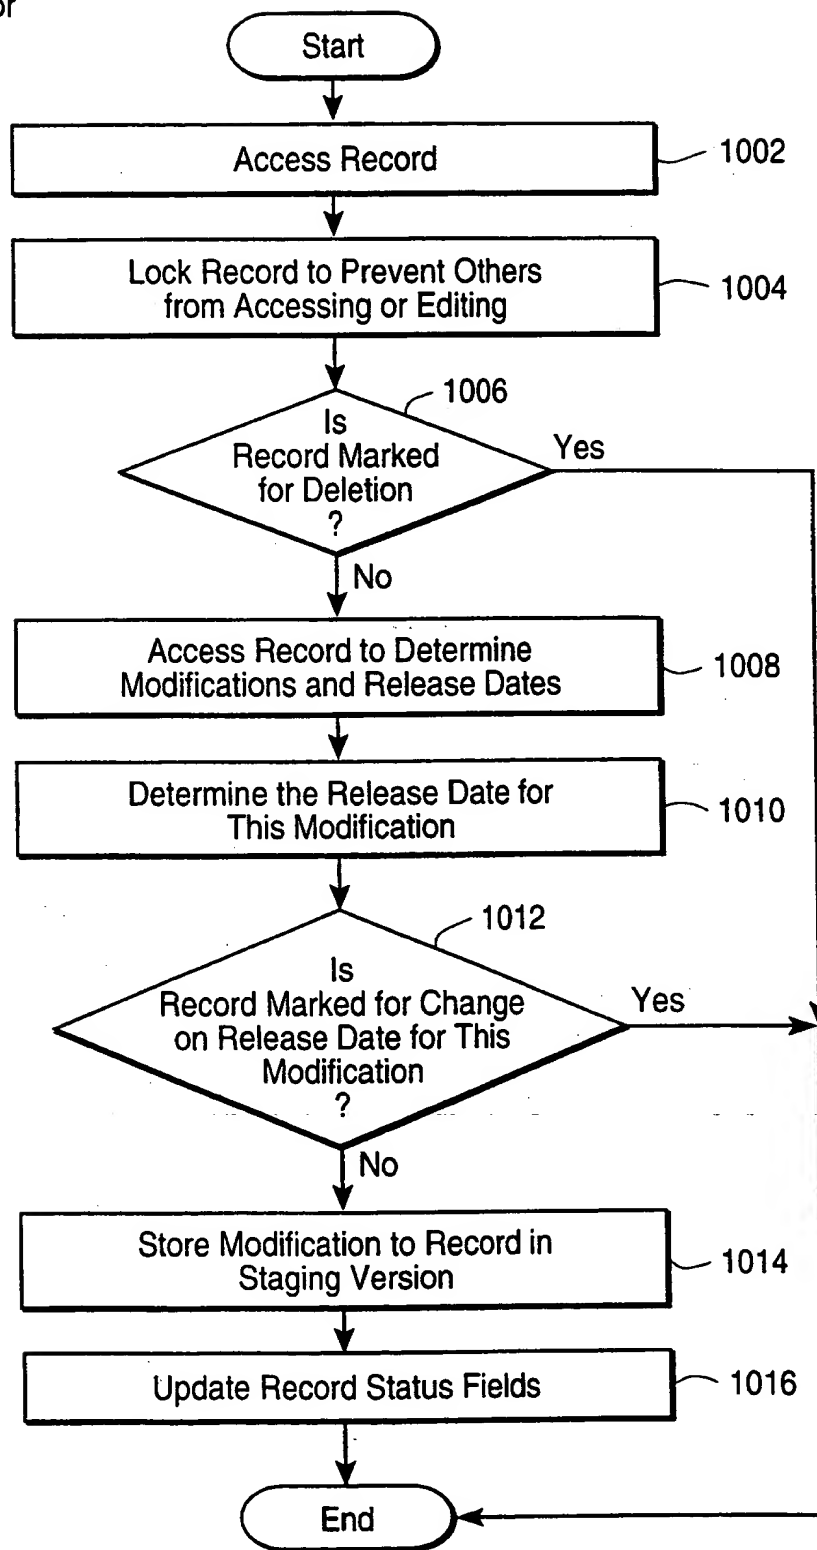 or
Start
Access Record
1002
Lock Record to Prevent Others
from Accessing or Editing
1004
1006
Is
Record Marked
for Deletion
?
Yes
No
Access Record to Determine
Modifications and Release Dates
1008
Determine the Release Date for
This Modification
1010
1012
Is
Record Marked for Change
on Release Date for This
Modification
?
Yes
No
Store Modification to Record in
Staging Version
1014
Update Record Status Fields
1016
End